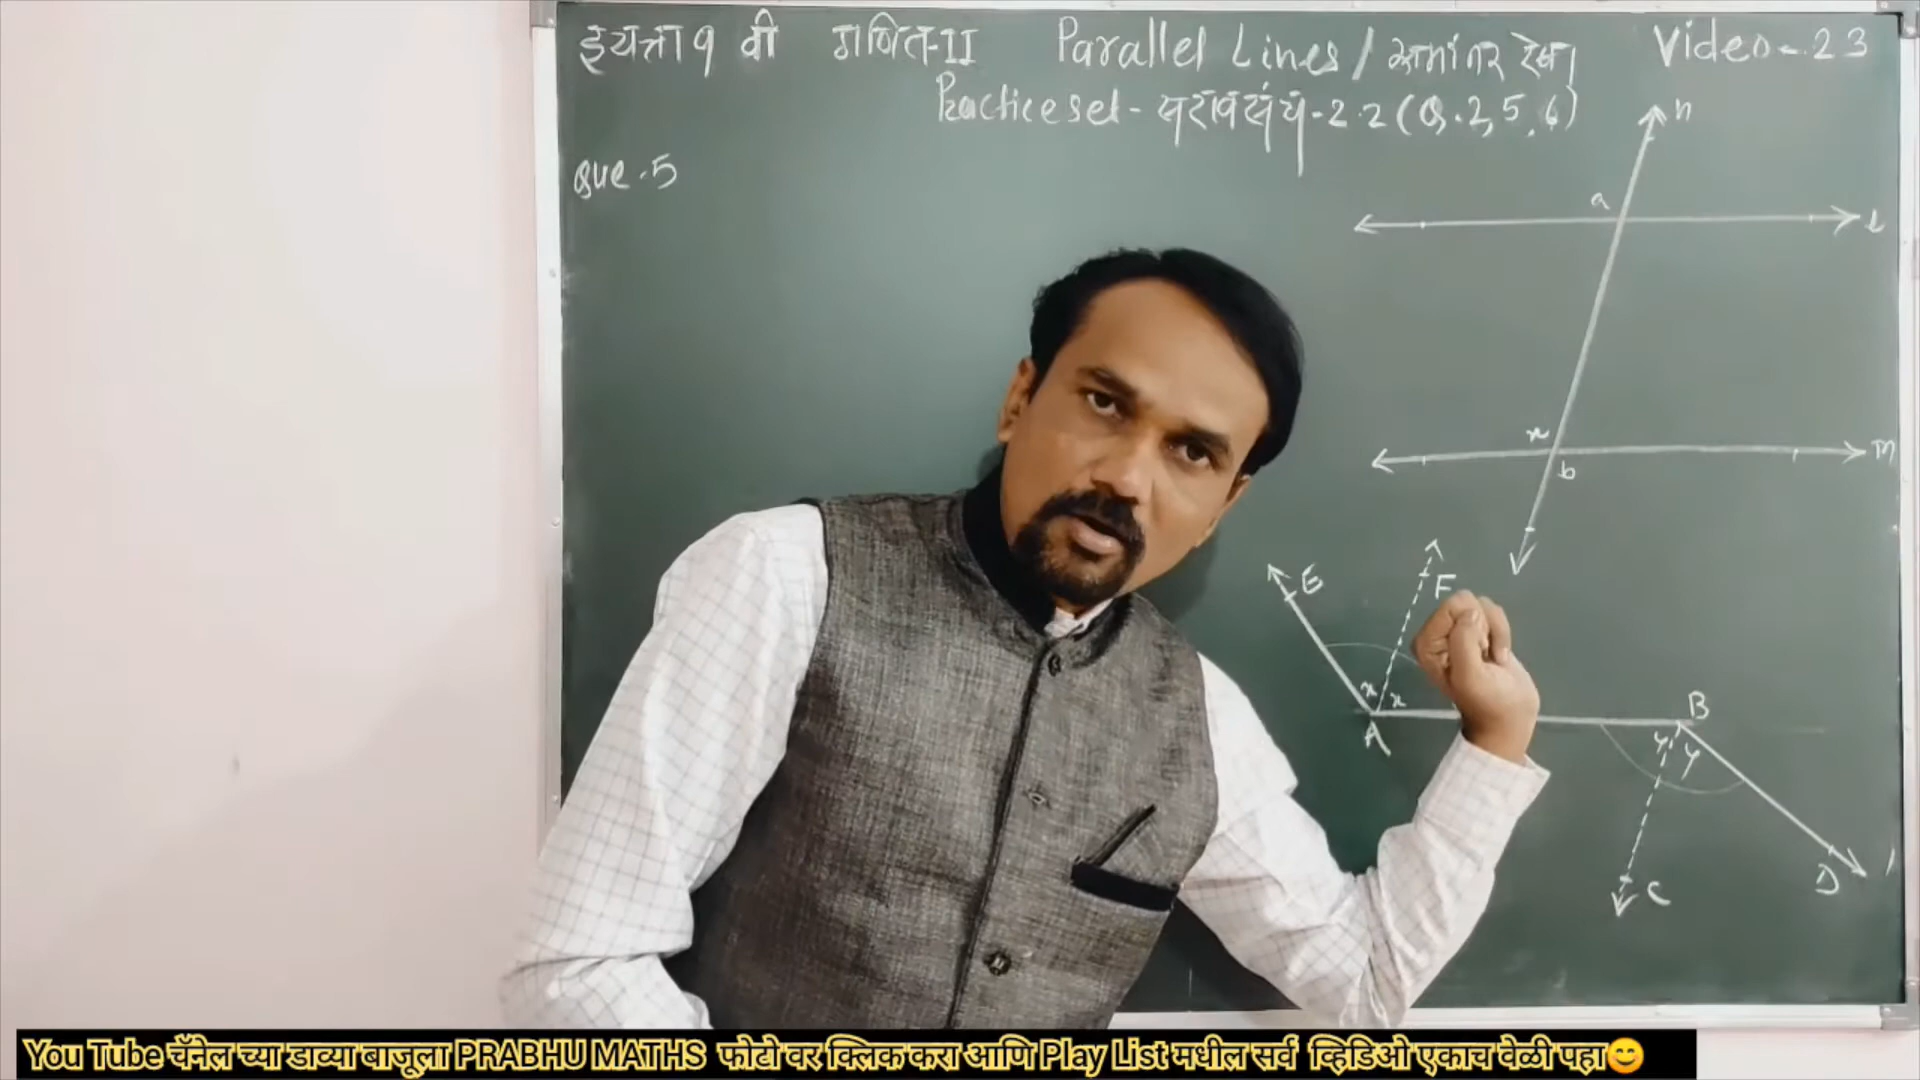 इयत्ता ९ वी गणित-II Parallel Lines / समांतर रेषा Video-23
Practice set - सरावसंच-2.2 (Q.2,5,6)
Que.5
n
a
l
x
m
b
E
F
x x
A
B
y y
C
D
You Tube चॅनेल च्या डाव्या बाजूला PRABHU MATHS फोटो वर क्लिक करा आणि Play List मधील सर्व व्हिडिओ एकाच वेळी पहा😊